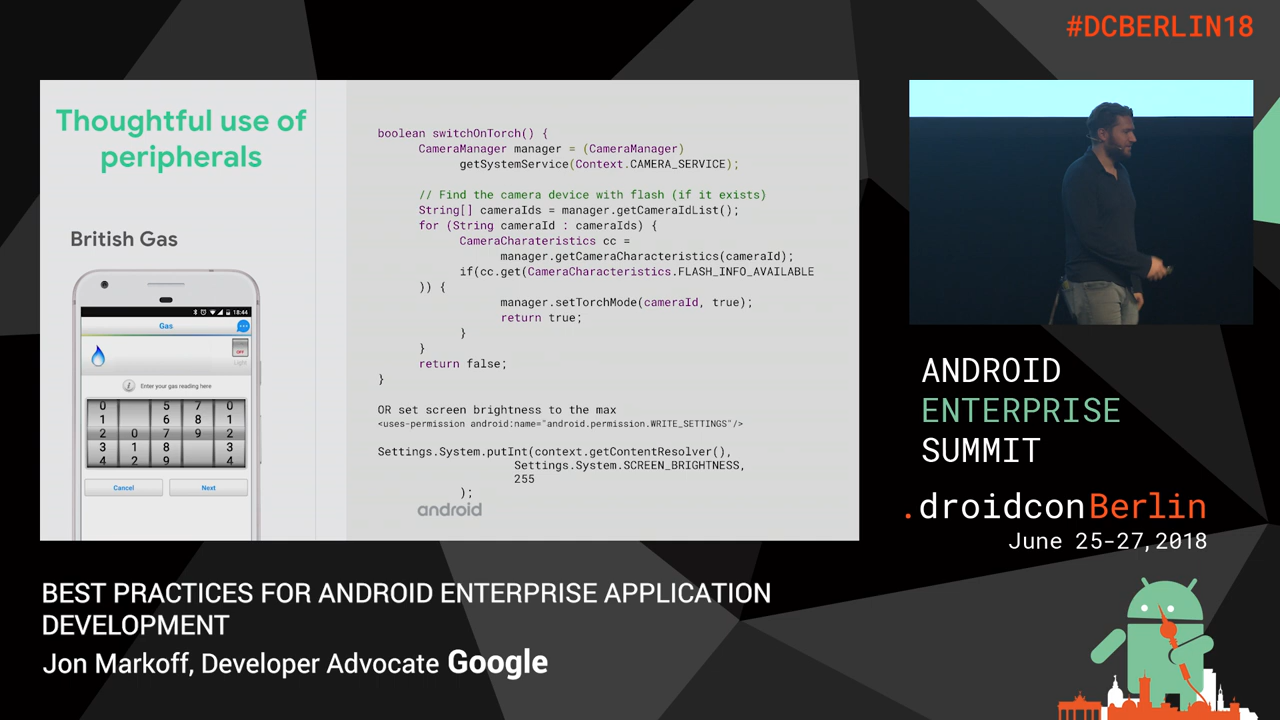 #DCBERLIN18
Thoughtful use of
peripherals
British Gas
18:44
Gas
OFF
Light
Enter your gas reading here
0 5 7 0
1 6 8 1
2 0 7 9 2
3 1 8 3
4 2 9 4
Cancel Next
boolean switchOnTorch() {
CameraManager manager = (CameraManager)
getSystemService(Context.CAMERA_SERVICE);
// Find the camera device with flash (if it exists)
String[] cameraIds = manager.getCameraIdList();
for (String cameraId : cameraIds) {
CameraCharateristics cc =
manager.getCameraCharacteristics(cameraId);
if(cc.get(CameraCharacteristics.FLASH_INFO_AVAILABLE
)) {
manager.setTorchMode(cameraId, true);
return true;
}
}
return false;
}
OR set screen brightness to the max
<uses-permission android:name="android.permission.WRITE_SETTINGS"/>
Settings.System.putInt(context.getContentResolver(),
Settings.System.SCREEN_BRIGHTNESS,
255
);
android
ANDROID
ENTERPRISE
SUMMIT
.droidconBerlin
June 25-27,2018
BEST PRACTICES FOR ANDROID ENTERPRISE APPLICATION
DEVELOPMENT
Jon Markoff, Developer Advocate Google